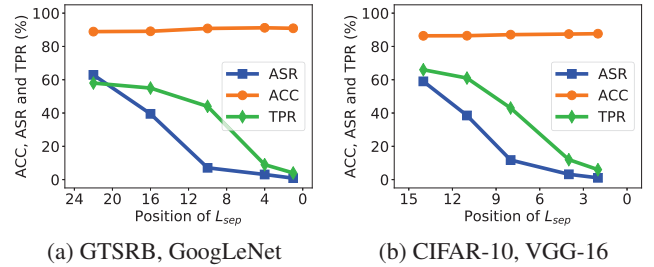 ACC, ASR and TPR (%)
100
80
60
40
20
0
24 20 16 12 8 4 0
Position of L_sep
ASR
ACC
TPR
(a) GTSRB, GoogLeNet
ACC, ASR and TPR (%)
100
80
60
40
20
0
15 12 9 6 3 0
Position of L_sep
ASR
ACC
TPR
(b) CIFAR-10, VGG-16